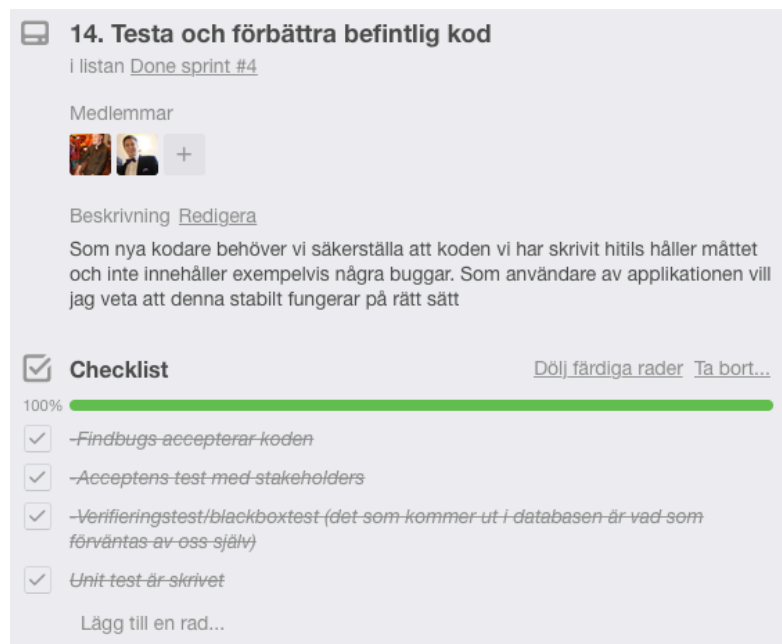 14. Testa och förbättra befintlig kod
i listan Done sprint #4
Medlemmar
+
Beskrivning Redigera
Som nya kodare behöver vi säkerställa att koden vi har skrivit hitils håller måttet
och inte innehåller exempelvis några buggar. Som användare av applikationen vill
jag veta att denna stabilt fungerar på rätt sätt
Checklist Dölj färdiga rader Ta bort...
100%
-Findbugs accepterar koden
-Acceptens test med stakeholders
-Verifieringstest/blackboxtest (det som kommer ut i databasen är vad som
förväntas av oss själv)
Unit test är skrivet
Lägg till en rad...